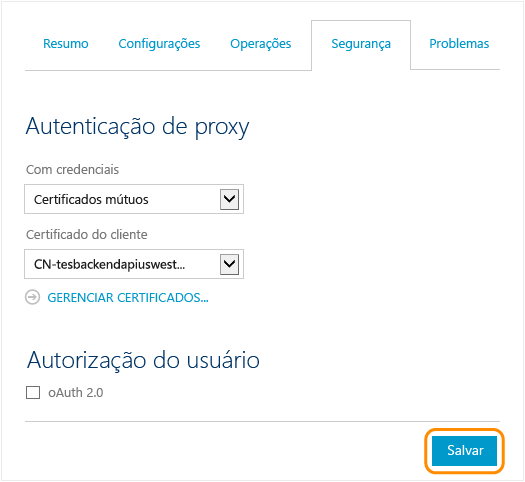 Resumo Configurações Operações Segurança Problemas
Autenticação de proxy
Com credenciais
Certificados mútuos
Certificado do cliente
CN-tesbackendapiuswest...
GERENCIAR CERTIFICADOS...
Autorização do usuário
oAuth 2.0
Salvar